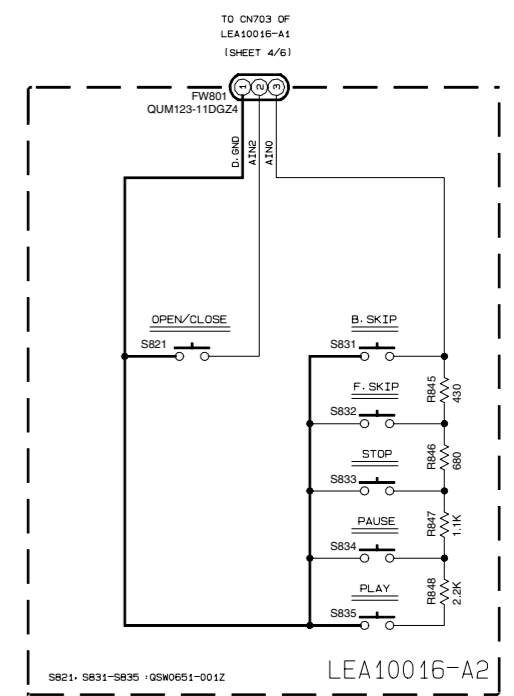 TO CN703 OF
LEA10016-A1
(SHEET 4/6)
1 2 3
FW801
QUM123-11DGZ4
D.GND
AIN2
AIN0
OPEN/CLOSE
S821
B.SKIP
S831
R845
430
F.SKIP
S832
R846
680
STOP
S833
R847
1.1K
PAUSE
S834
R848
2.2K
PLAY
S835
S821, S831-S835 :QSW0651-001Z
LEA10016-A2